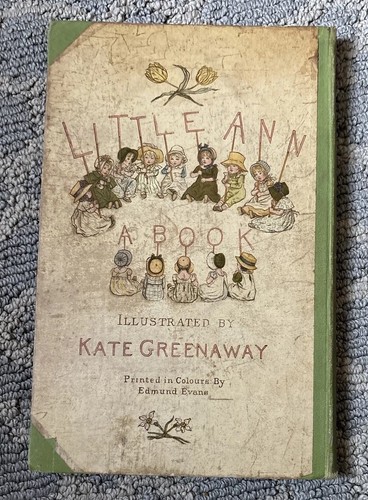 LITTLE ANN
A BOOK
ILLUSTRATED BY
KATE GREENAWAY
Printed in Colours By
Edmund Evans